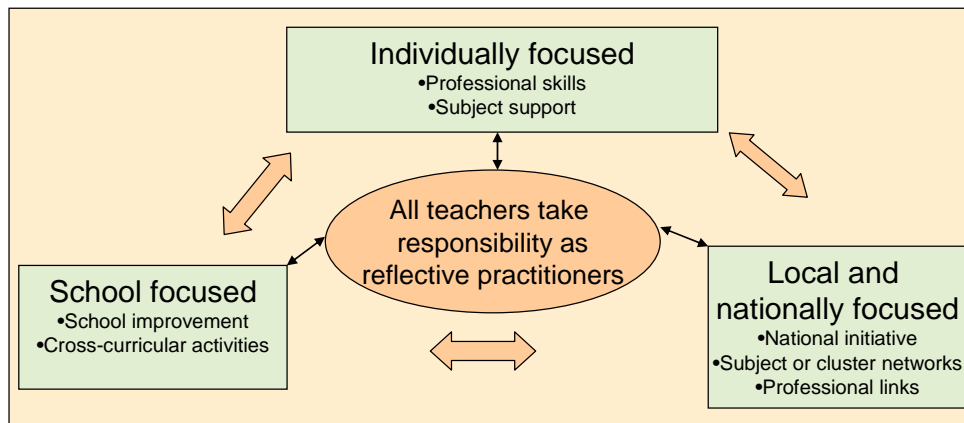 Individually focused
•Professional skills
•Subject support
All teachers take
responsibility as
reflective practitioners
School focused
•School improvement
•Cross-curricular activities
Local and
nationally focused
•National initiative
•Subject or cluster networks
•Professional links